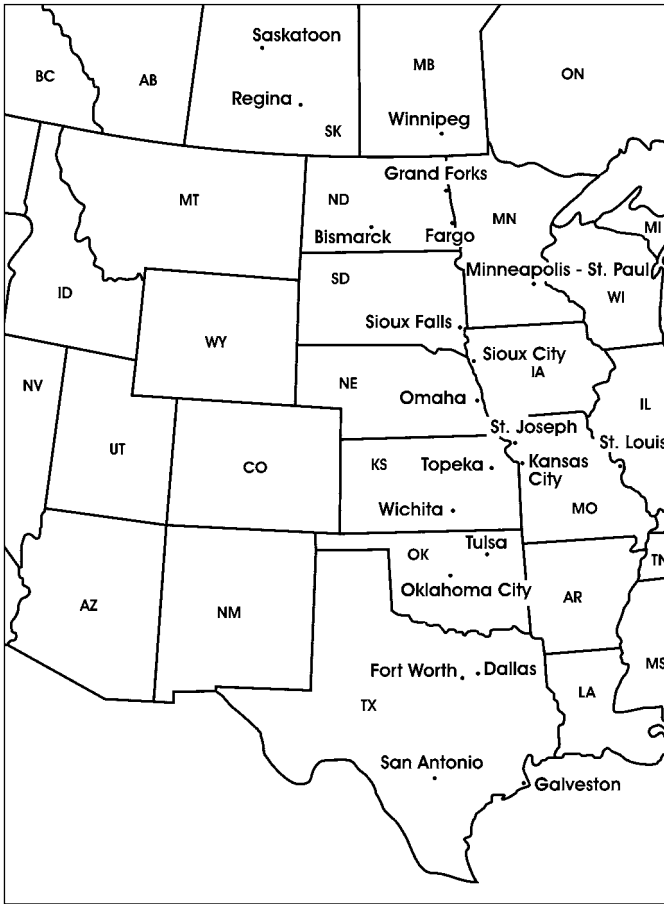 Saskatoon
BC
AB
MB
ON
Regina
SK
Winnipeg
Grand Forks
MT
ND
MN
MI
Bismarck
Fargo
Minneapolis - St. Paul
ID
SD
WI
Sioux Falls
WY
Sioux City
IA
NV
NE
Omaha
IL
St. Joseph
UT
St. Louis
CO
KS
Topeka
Kansas
City
Wichita
MO
Tulsa
OK
TN
Oklahoma City
AZ
NM
AR
Fort Worth
Dallas
MS
TX
LA
San Antonio
Galveston